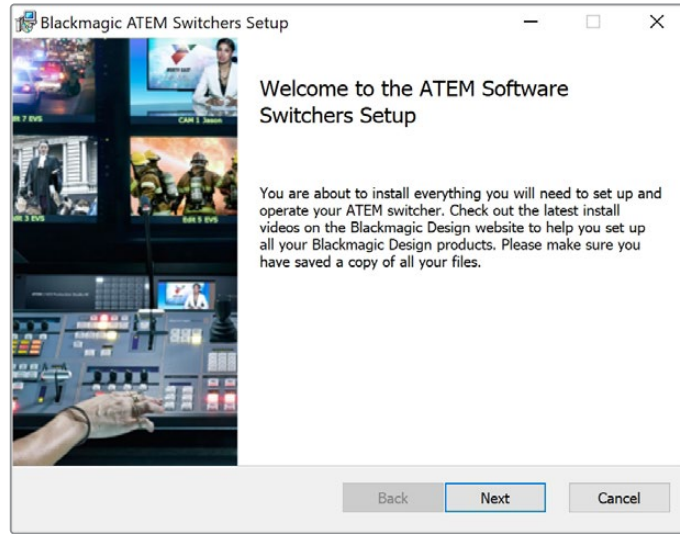 Blackmagic ATEM Switchers Setup
Welcome to the ATEM Software
Switchers Setup
You are about to install everything you will need to set up and
operate your ATEM switcher. Check out the latest install
videos on the Blackmagic Design website to help you set up
all your Blackmagic Design products. Please make sure you
have saved a copy of all your files.
CAM 1 Jason
Edit 5 EVS
Back
Next
Cancel